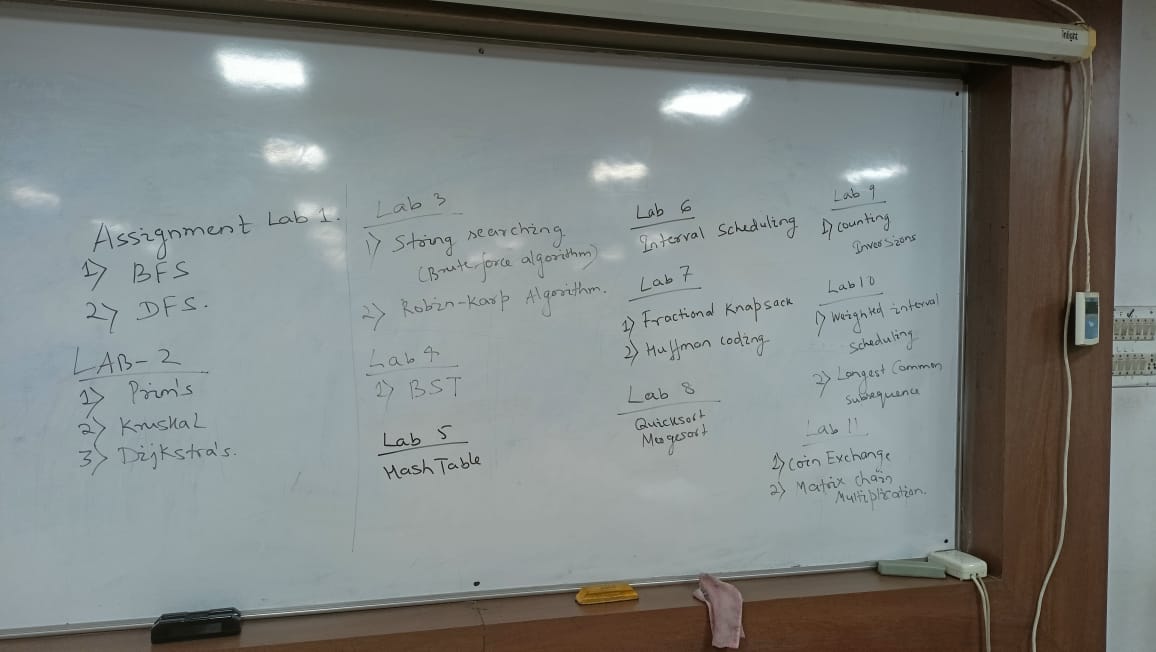 Assignment Lab 1.
1) BFS
2) DFS.
LAB-2
1) Prim's
2) Kruskal
3) Dijkstra's.
Lab 3
1) String searching
(Brute force algorithm)
2) Robin-Karp Algorithm.
Lab 4
1) BST
Lab 5
Hash Table
Lab 6
Interval Scheduling
Lab 7
1) Fractional Knapsack
2) Huffman coding
Lab 8
Quicksort
Mergesort
Lab 9
1) Counting
Inversions
Lab 10
1) Weighted interval
scheduling
2) Longest Common
subsequence
Lab 11
1) Coin Exchange
2) Matrix chain
Multiplication.
inlight